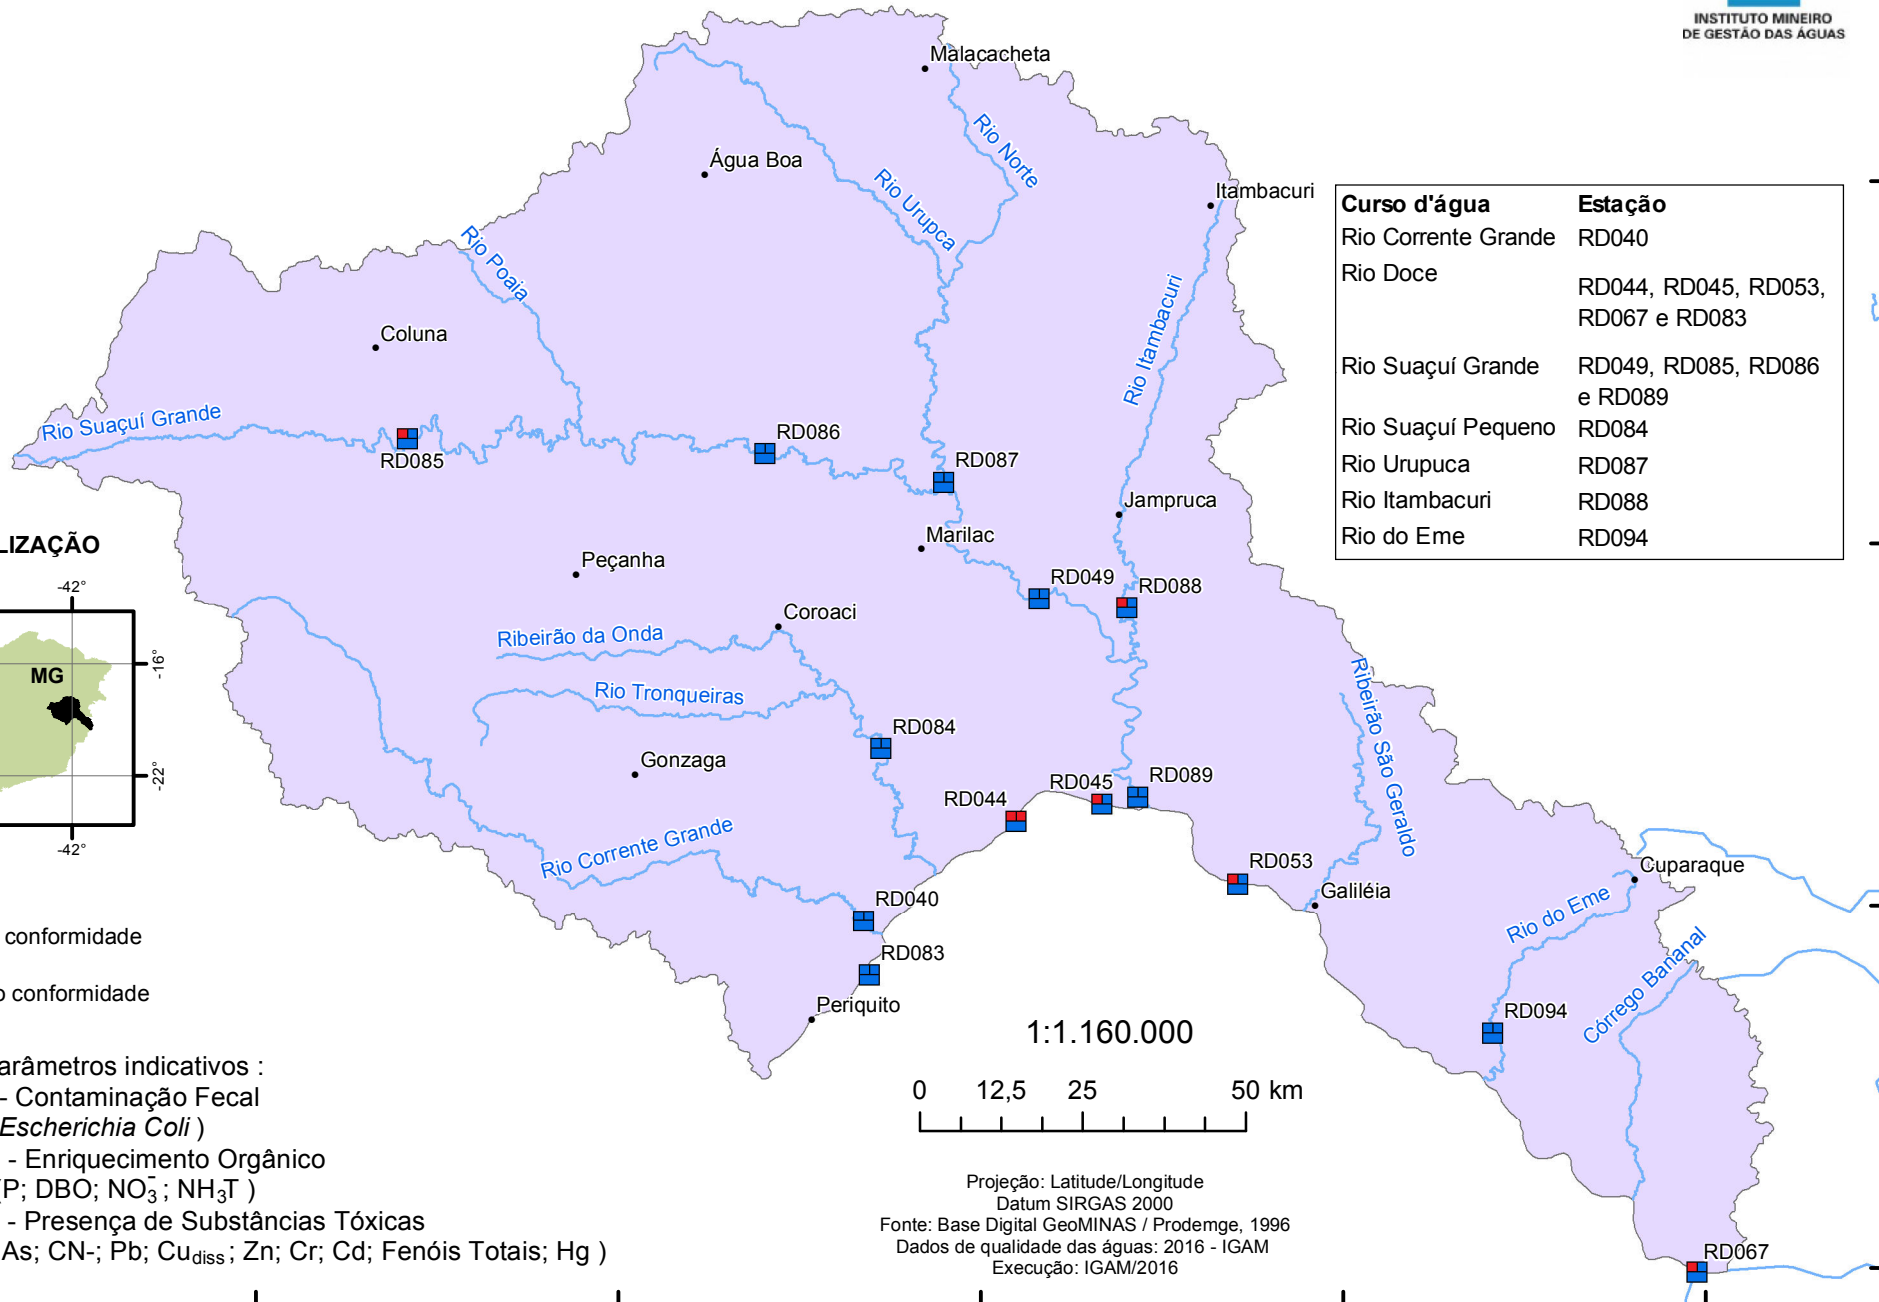 INSTITUTO MINEIRO
DE GESTÃO DAS ÁGUAS
Malacacheta
Rio Norte
Água Boa
Rio Urupca
Itambacuri
Rio Poaia
Rio Itambacuri
Coluna
Rio Suaçuí Grande
RD085
RD086
RD087
Jampruca
Marilac
Peçanha
RD049
RD088
Coroaci
Ribeirão da Onda
Rio Tronqueiras
Ribeirão São Geraldo
RD084
Gonzaga
RD045
RD089
RD044
Rio Corrente Grande
RD053
Galiléia
Cuparaque
RD040
Rio do Eme
RD083
Córrego Bananal
Periquito
RD094
RD067
Curso d'água Estação
Rio Corrente Grande RD040
Rio Doce
RD044, RD045, RD053,
RD067 e RD083
Rio Suaçuí Grande RD049, RD085, RD086
e RD089
Rio Suaçuí Pequeno RD084
Rio Urupuca RD087
Rio Itambacuri RD088
Rio do Eme RD094
LIZAÇÃO
-42°
MG
-16°
-22°
-42°
conformidade
o conformidade
arâmetros indicativos :
- Contaminação Fecal
Escherichia Coli )
- Enriquecimento Orgânico
P; DBO; NO₃⁻; NH₃T )
- Presença de Substâncias Tóxicas
As; CN-; Pb; Cudiss; Zn; Cr; Cd; Fenóis Totais; Hg )
1:1.160.000
0 12,5 25 50 km
Projeção: Latitude/Longitude
Datum SIRGAS 2000
Fonte: Base Digital GeoMINAS / Prodemge, 1996
Dados de qualidade das águas: 2016 - IGAM
Execução: IGAM/2016